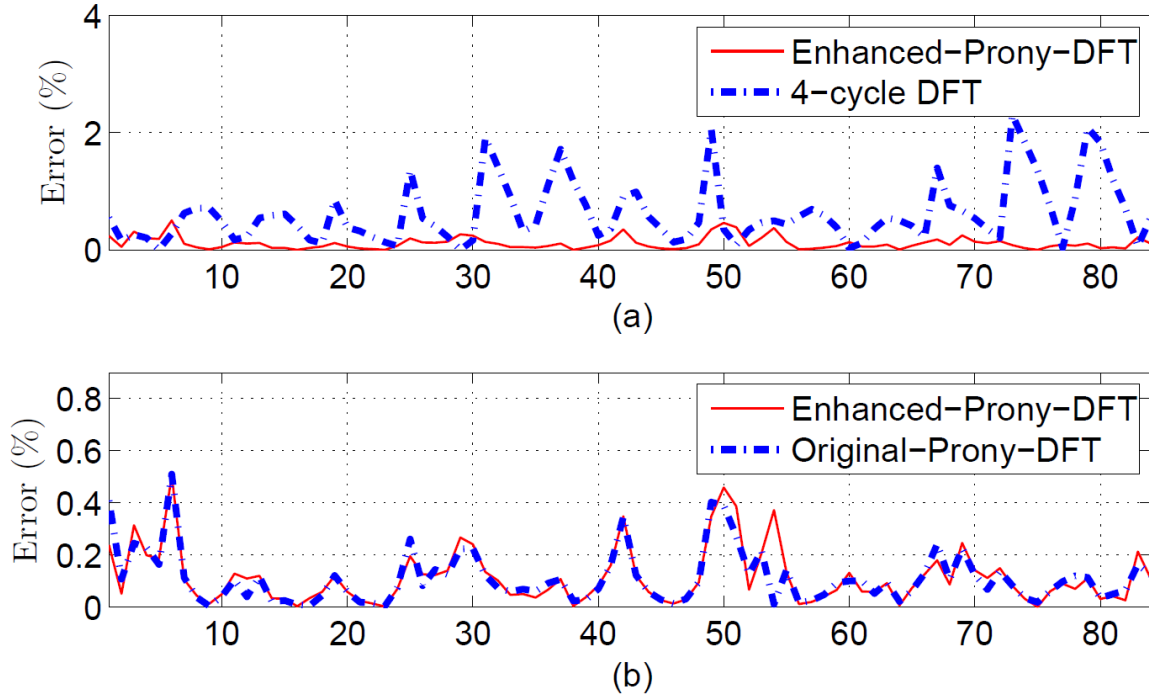 4
2
0
Error (%)
Enhanced−Prony−DFT
4−cycle DFT
10 20 30 40 50 60 70 80
(a)
0.8
0.6
0.4
0.2
0
Error (%)
Enhanced−Prony−DFT
Original−Prony−DFT
10 20 30 40 50 60 70 80
(b)